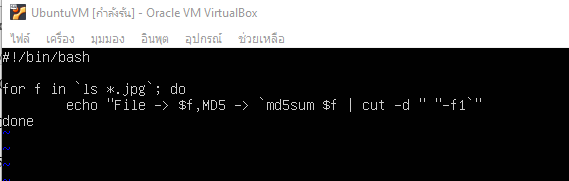 UbuntuVM [กำลังรัน] - Oracle VM VirtualBox
ไฟล์ เครื่อง มุมมอง อินพุต อุปกรณ์ ช่วยเหลือ
#!/bin/bash
for f in `ls *.jpg`; do
        echo "File -> $f,MD5 -> `md5sum $f | cut -d " "-f1`"
done
~
~
~